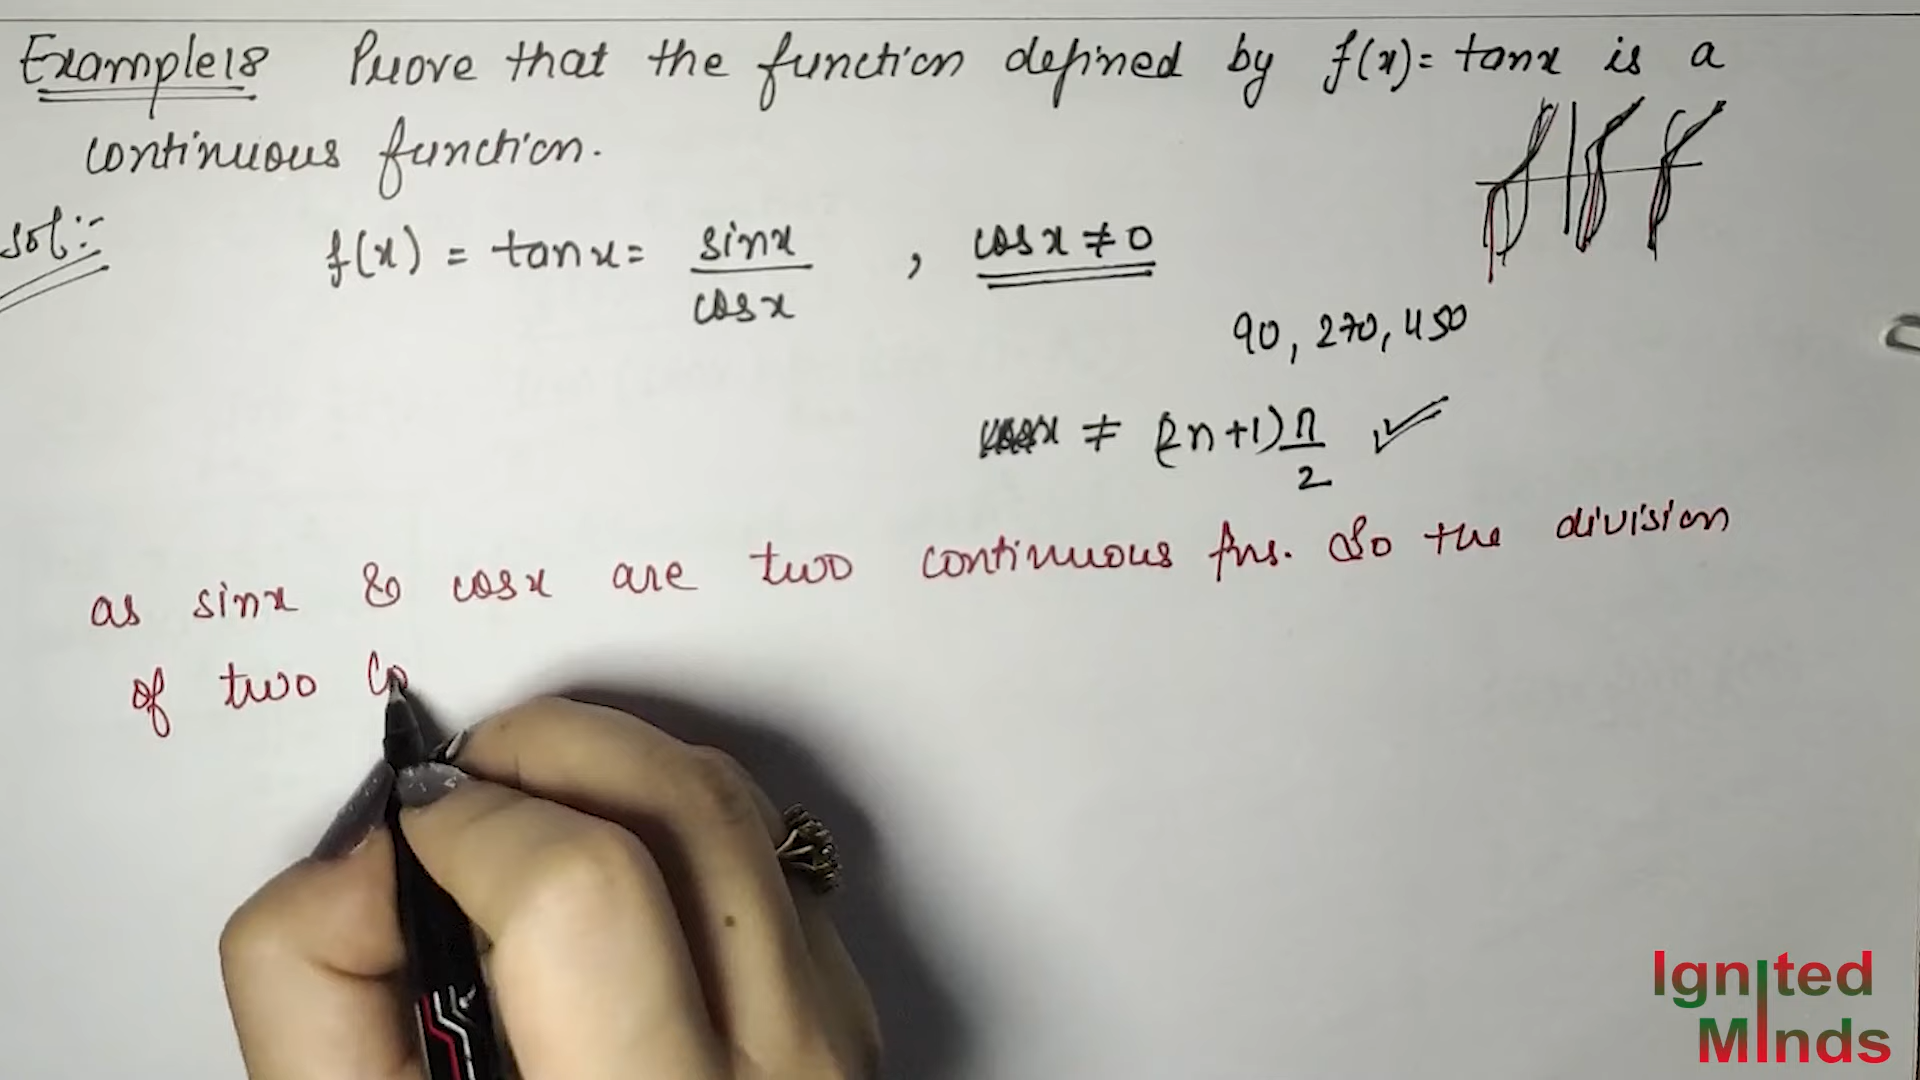 Example18 Prove that the function defined by f(x)= tanx is a
continuous function.
Sol:-
f(x) = tanx = sinx / cosx , cosx ≠ 0
90, 270, 450
x ≠ (2n+1)π/2 ✓
as sinx & cosx are two continuous fns. So the division
of two Co
Ignited
Minds